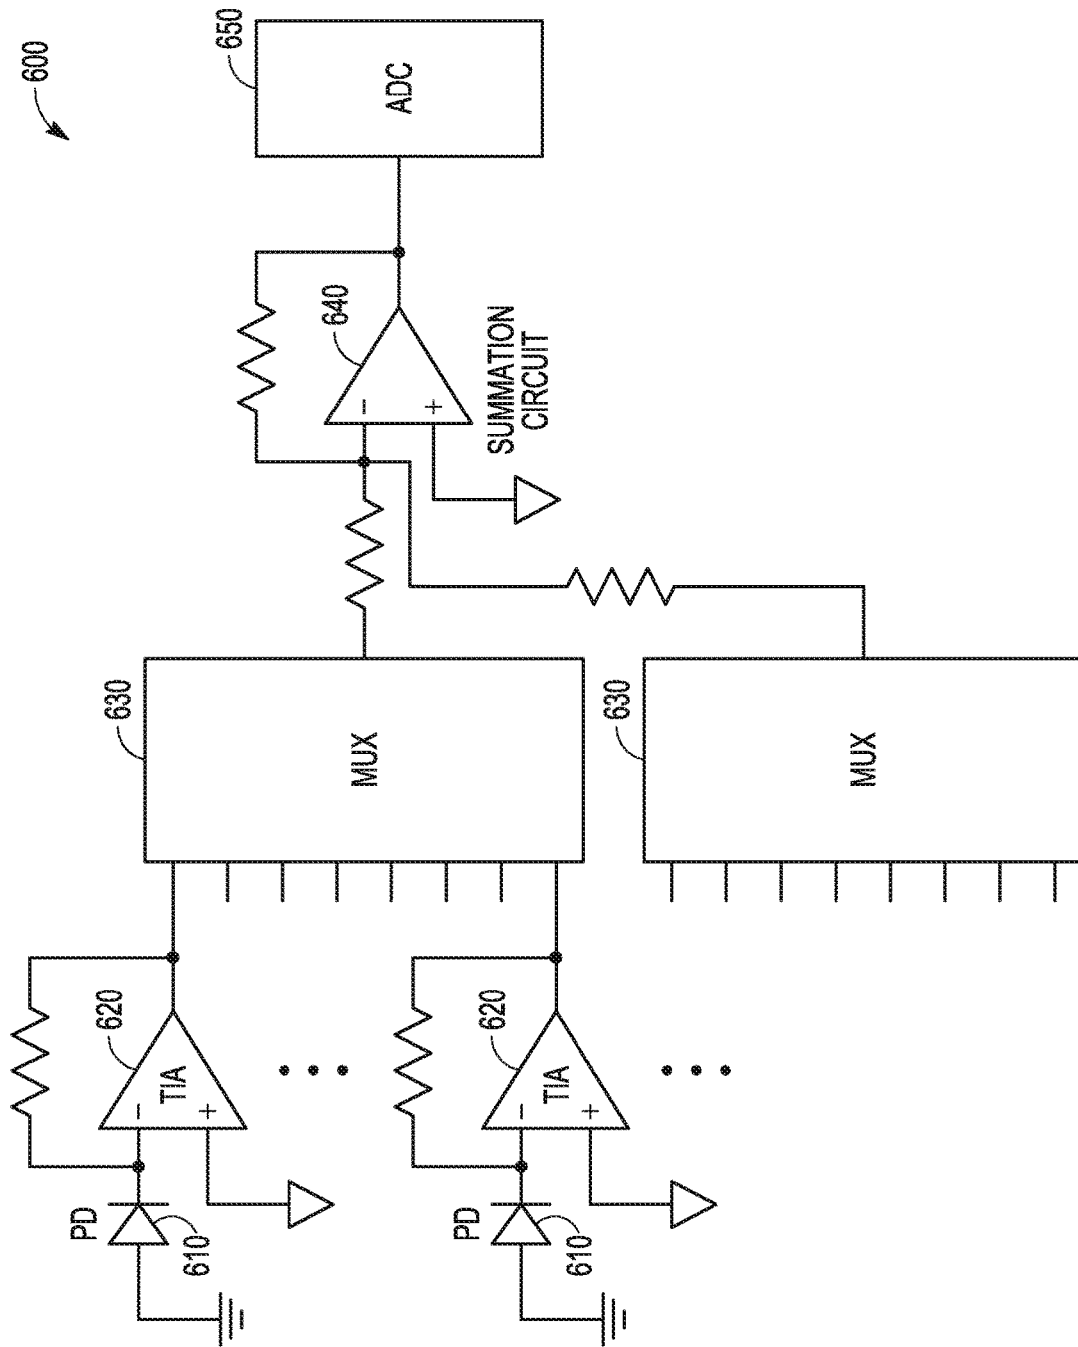 600
PD
610
620
TIA
−
+
630
MUX
PD
610
620
TIA
−
+
630
MUX
640
−
+
SUMMATION
CIRCUIT
650
ADC